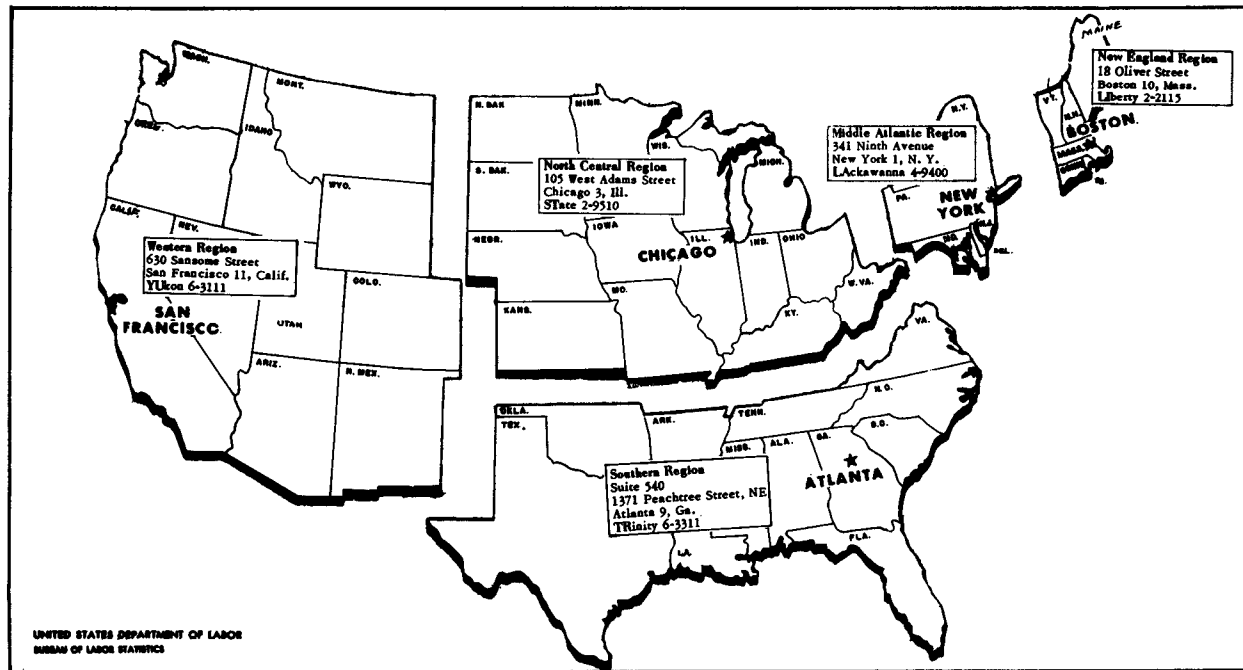 MAINE
New England Region
18 Oliver Street
Boston 10, Mass.
LIberty 2-2115
WASH.
MONT.
N. DAK
MINN.
N.Y.
VT.
N.H.
BOSTON.
OREG.
IDAHO
WIS.
MICH.
Middle Atlantic Region
341 Ninth Avenue
New York 1, N. Y.
LAckawanna 4-9400
MASS.
CONN.
RI.
S. DAK.
WYO.
North Central Region
105 West Adams Street
Chicago 3, Ill.
STate 2-9510
PA.
NEW
YORK
CALIF.
NEV.
IOWA
NEBR.
ILL.
IND.
OHIO
CHICAGO
N.J.
MD.
DEL.
Western Region
630 Sansome Street
San Francisco 11, Calif.
YUkon 6-3111
COLO.
MO.
W. VA.
KANS.
KY.
SAN
FRANCISCO.
UTAH
VA.
ARIZ.
N. MEX.
OKLA.
TEX.
ARK.
TENN.
N.C.
S.C.
MISS.
ALA.
GA.
ATLANTA
Southern Region
Suite 540
1371 Peachtree Street, NE
Atlanta 9, Ga.
TRinity 6-3311
LA.
FLA.
UNITED STATES DEPARTMENT OF LABOR
BUREAU OF LABOR STATISTICS